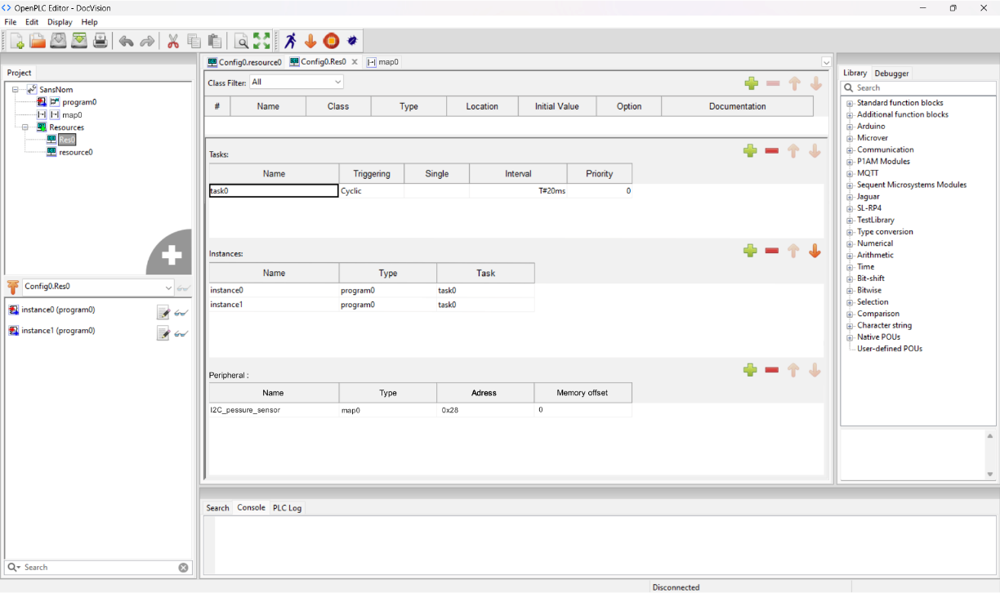 OpenPLC Editor - DocVision
File Edit Display Help
Project
SansNom
program0
map0
Resources
Res0
resource0
Config0.Res0
instance0 (program0)
instance1 (program0)
Search
Config0.resource0 Config0.Res0 map0
Class Filter: All
# Name Class Type Location Initial Value Option Documentation
Tasks:
Name Triggering Single Interval Priority
task0 Cyclic T#20ms 0
Instances:
Name Type Task
instance0 program0 task0
instance1 program0 task0
Peripheral :
Name Type Adress Memory offset
I2C_pessure_sensor map0 0x28 0
Search Console PLC Log
Library Debugger
Search
Standard function blocks
Additional function blocks
Arduino
Microver
Communication
P1AM Modules
MQTT
Sequent Microsystems Modules
Jaguar
SL-RP4
TestLibrary
Type conversion
Numerical
Arithmetic
Time
Bit-shift
Bitwise
Selection
Comparison
Character string
Native POUs
User-defined POUs
Disconnected